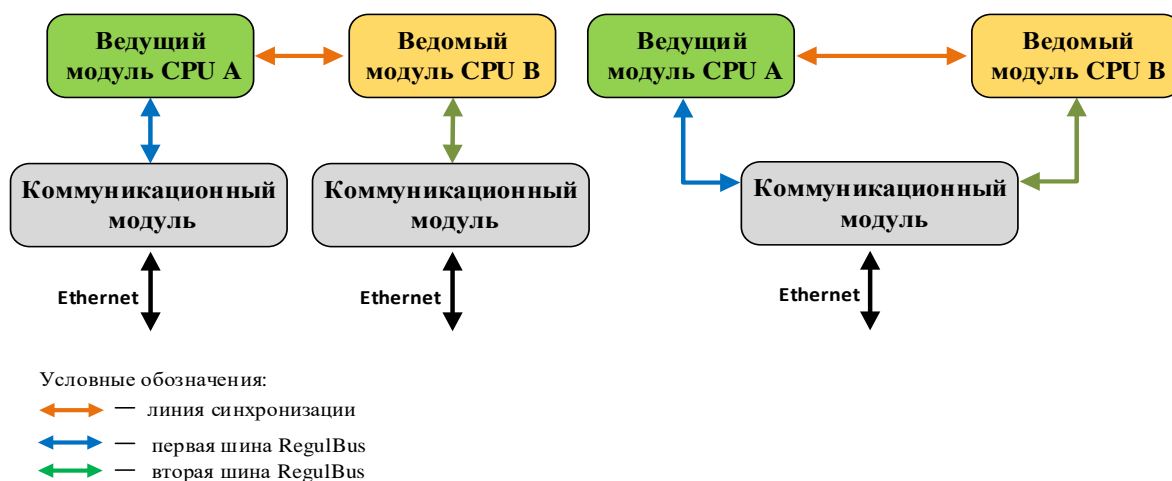 Ведущий
модуль CPU A
Ведомый
модуль CPU B
Ведущий
модуль CPU A
Ведомый
модуль CPU B
Коммуникационный
модуль
Коммуникационный
модуль
Коммуникационный
модуль
Ethernet
Ethernet
Ethernet
Условные обозначения:
— линия синхронизации
— первая шина RegulBus
— вторая шина RegulBus